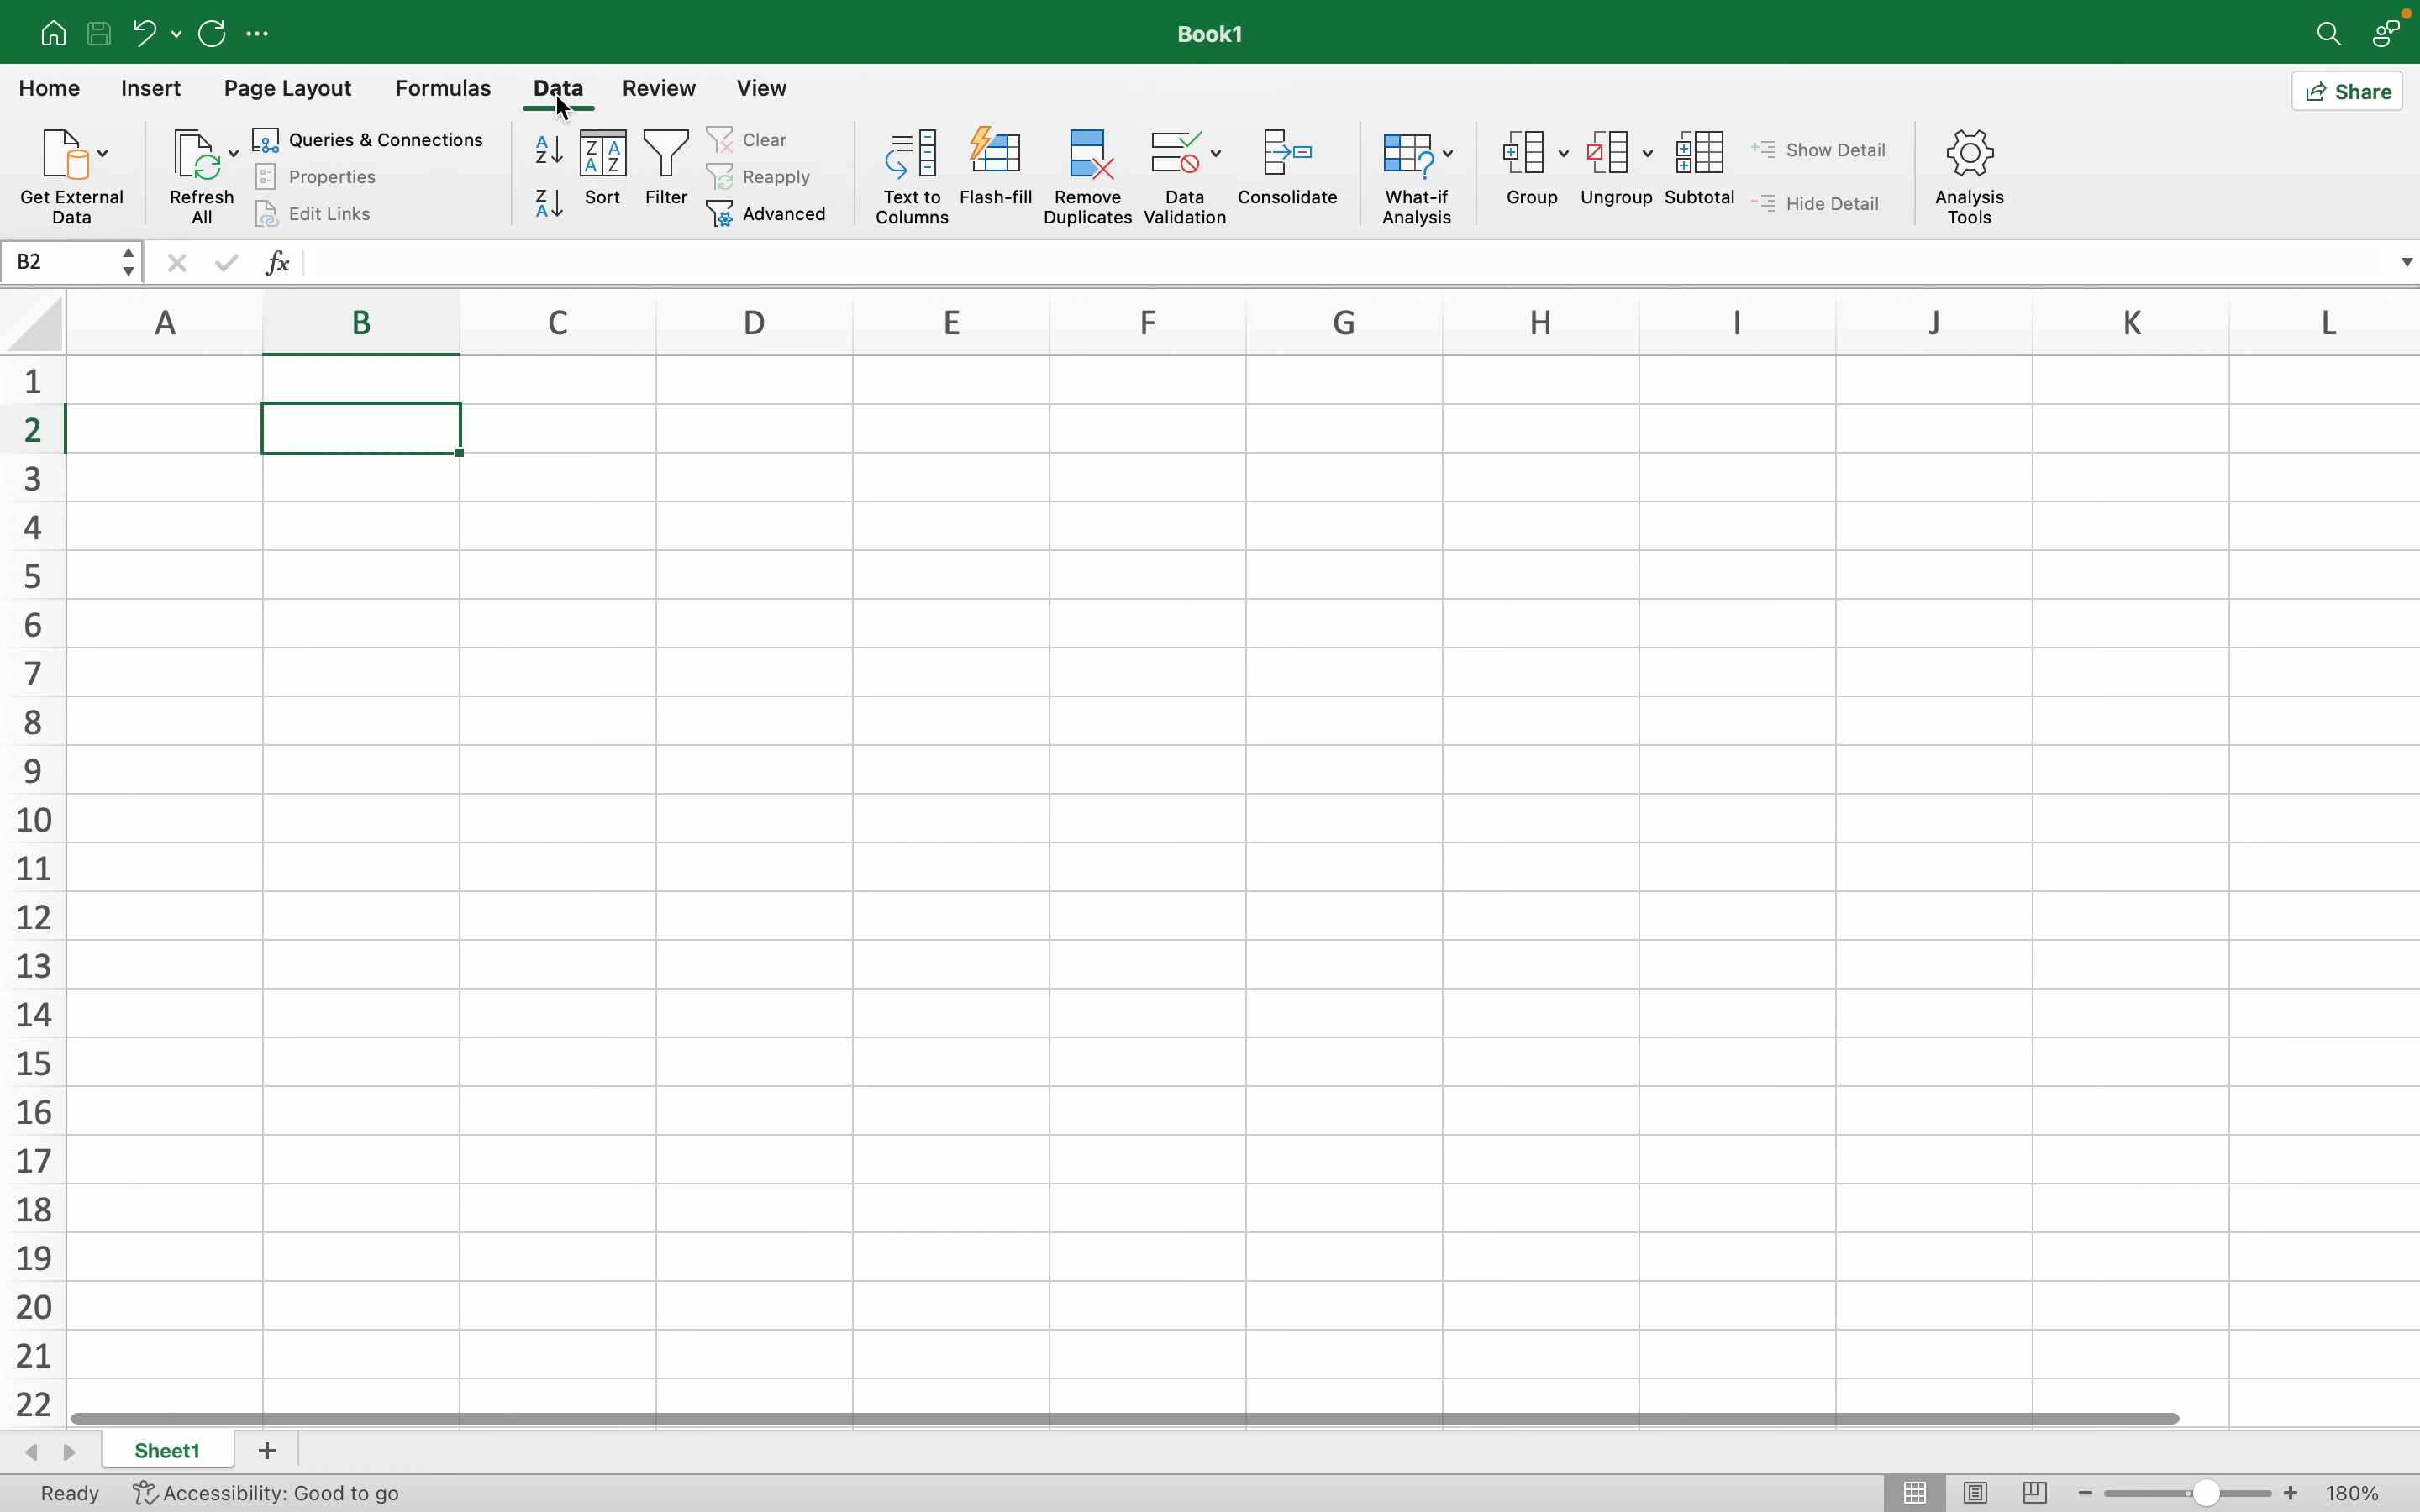 Book1
Home Insert Page Layout Formulas Data Review View Share
Get External Data
Refresh All
Queries & Connections
Properties
Edit Links
Sort
Filter
Clear
Reapply
Advanced
Text to Columns
Flash-fill
Remove Duplicates
Data Validation
Consolidate
What-if Analysis
Group
Ungroup
Subtotal
Show Detail
Hide Detail
Analysis Tools
B2 fx
A B C D E F G H I J K L
1
2
3
4
5
6
7
8
9
10
11
12
13
14
15
16
17
18
19
20
21
22
Sheet1 +
Ready Accessibility: Good to go 180%